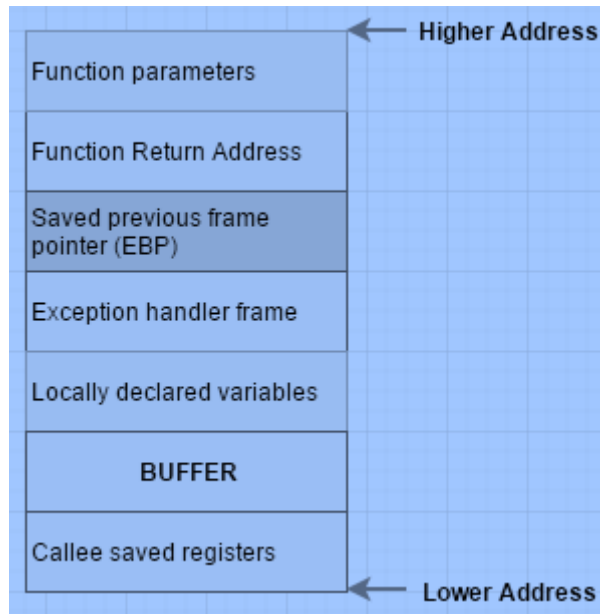 Higher Address
Function parameters
Function Return Address
Saved previous frame
pointer (EBP)
Exception handler frame
Locally declared variables
BUFFER
Callee saved registers
Lower Address